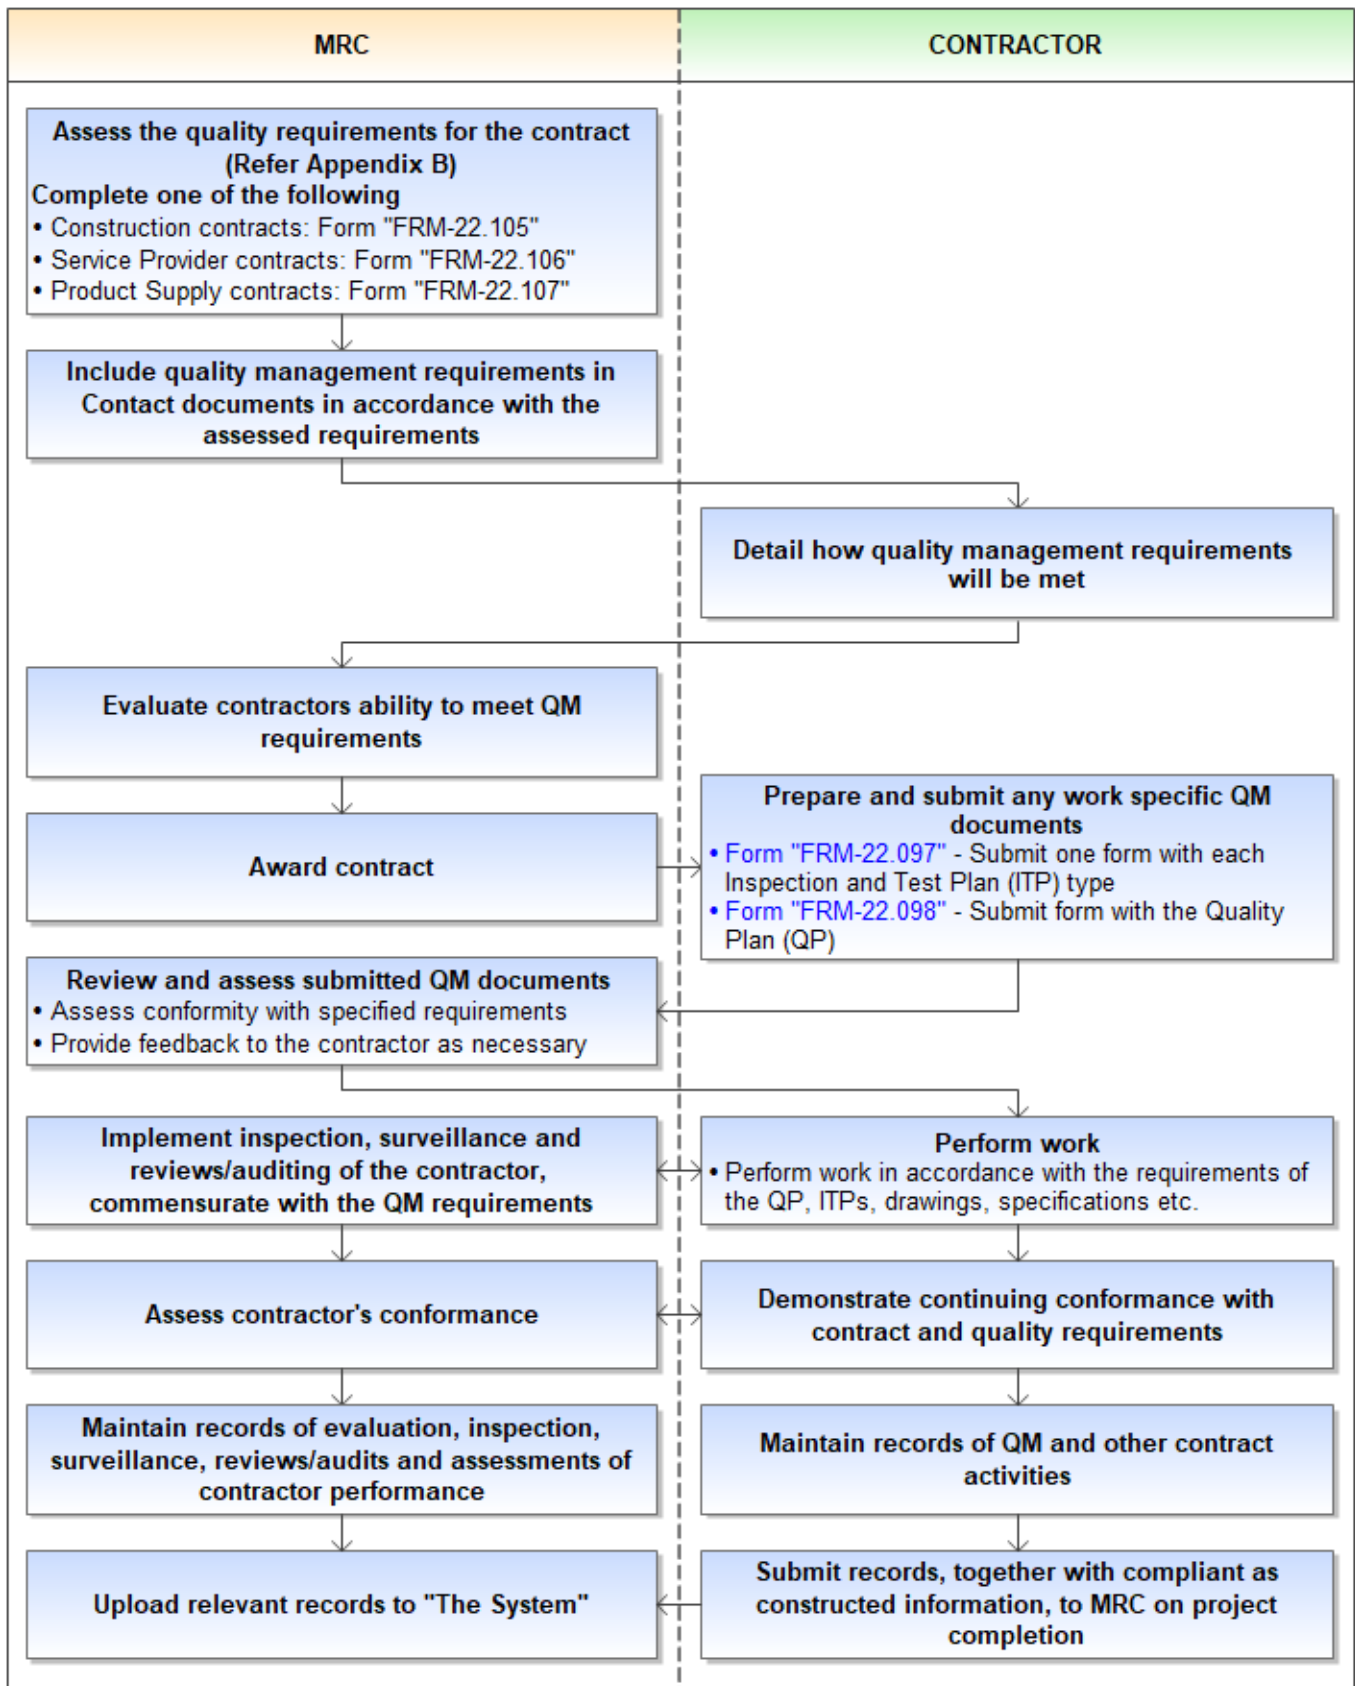 MRC
CONTRACTOR
Assess the quality requirements for the contract
(Refer Appendix B)
Complete one of the following
• Construction contracts: Form "FRM-22.105"
• Service Provider contracts: Form "FRM-22.106"
• Product Supply contracts: Form "FRM-22.107"
Include quality management requirements in
Contact documents in accordance with the
assessed requirements
Detail how quality management requirements
will be met
Evaluate contractors ability to meet QM
requirements
Award contract
Prepare and submit any work specific QM
documents
• Form "FRM-22.097" - Submit one form with each
Inspection and Test Plan (ITP) type
• Form "FRM-22.098" - Submit form with the Quality
Plan (QP)
Review and assess submitted QM documents
• Assess conformity with specified requirements
• Provide feedback to the contractor as necessary
Implement inspection, surveillance and
reviews/auditing of the contractor,
commensurate with the QM requirements
Perform work
• Perform work in accordance with the requirements of
the QP, ITPs, drawings, specifications etc.
Assess contractor's conformance
Demonstrate continuing conformance with
contract and quality requirements
Maintain records of evaluation, inspection,
surveillance, reviews/audits and assessments of
contractor performance
Maintain records of QM and other contract
activities
Upload relevant records to "The System"
Submit records, together with compliant as
constructed information, to MRC on project
completion